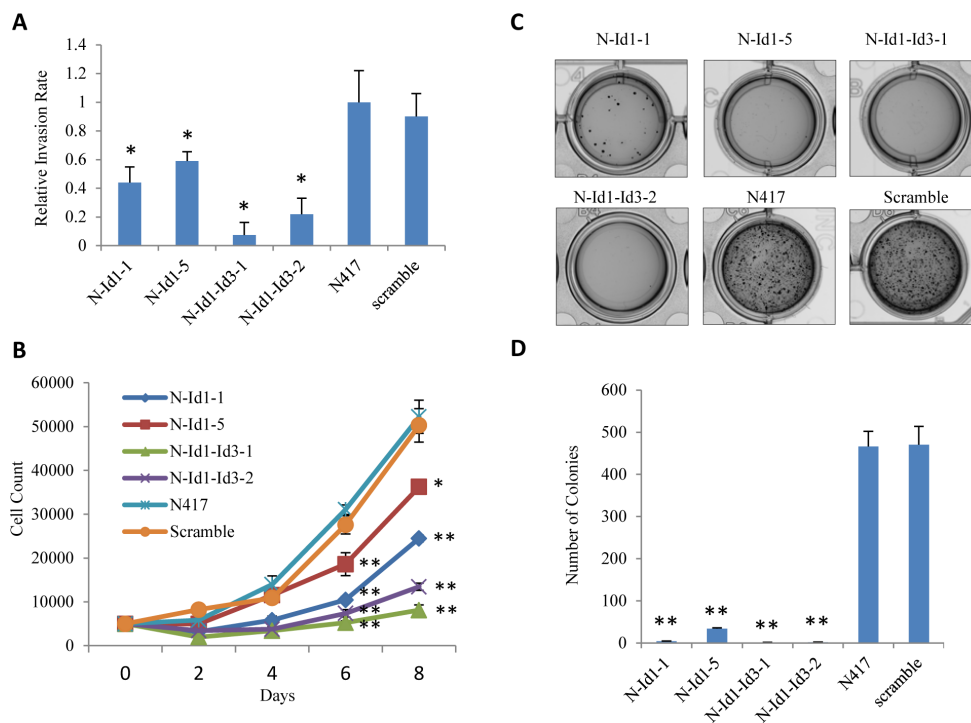 A
1.4
1.2
1
0.8
0.6
0.4
0.2
0
Relative Invasion Rate
*
*
*
*
N-Id1-1
N-Id1-5
N-Id1-Id3-1
N-Id1-Id3-2
N417
scramble
B
60000
50000
40000
30000
20000
10000
0
Cell Count
N-Id1-1
N-Id1-5
N-Id1-Id3-1
N-Id1-Id3-2
N417
Scramble
*
**
**
**
**
**
**
**
0 2 4 6 8
Days
C
N-Id1-1 N-Id1-5 N-Id1-Id3-1
N-Id1-Id3-2 N417 Scramble
D
600
500
400
300
200
100
0
Number of Colonies
**
**
**
**
N-Id1-1
N-Id1-5
N-Id1-Id3-1
N-Id1-Id3-2
N417
scramble